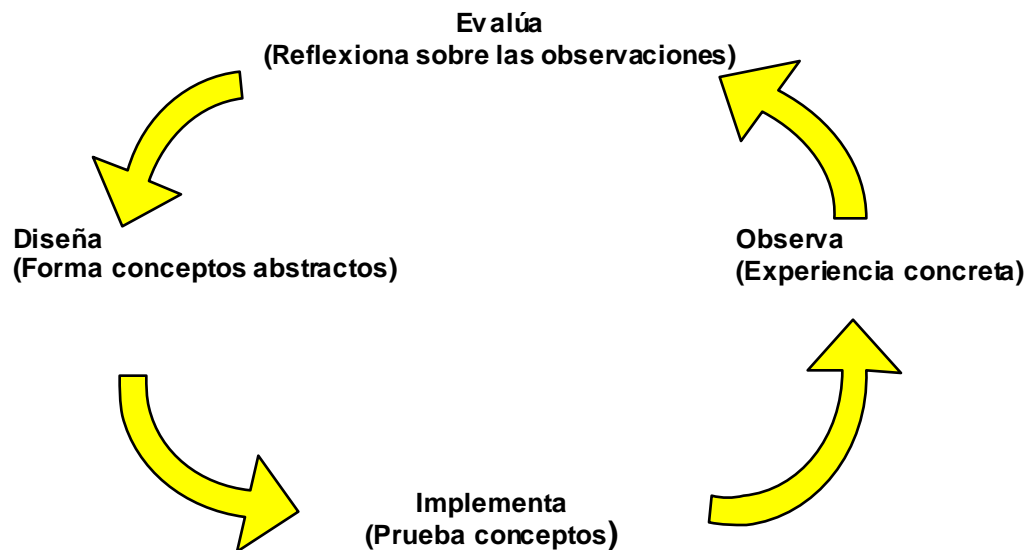 Evalúa
(Reflexiona sobre las observaciones)
Diseña
(Forma conceptos abstractos)
Observa
(Experiencia concreta)
Implementa
(Prueba conceptos)